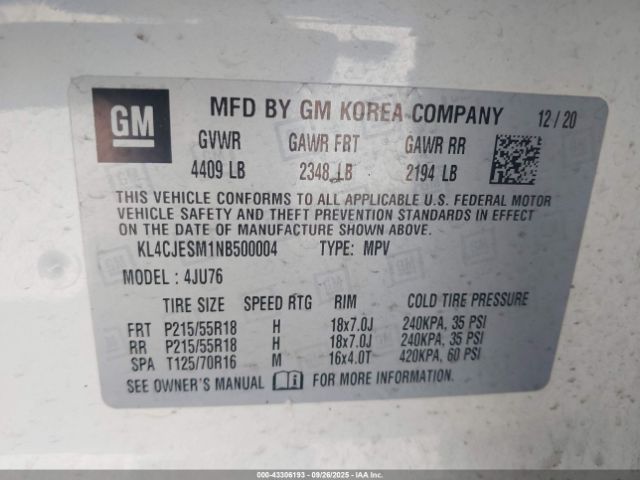 GM MFD BY GM KOREA COMPANY 12/20
GVWR GAWR FRT GAWR RR
4409 LB 2348 LB 2194 LB
THIS VEHICLE CONFORMS TO ALL APPLICABLE U.S. FEDERAL MOTOR
VEHICLE SAFETY AND THEFT PREVENTION STANDARDS IN EFFECT
ON THE DATE OF MANUFACTURE SHOWN ABOVE.
KL4CJESM1NB500004 TYPE: MPV
MODEL : 4JU76
TIRE SIZE SPEED RTG RIM COLD TIRE PRESSURE
FRT P215/55R18 H 18x7.0J 240KPA, 35 PSI
RR P215/55R18 H 18x7.0J 240KPA, 35 PSI
SPA T125/70R16 M 16x4.0T 420KPA, 60 PSI
SEE OWNER'S MANUAL FOR MORE INFORMATION.
000-43306193 - 09/26/2025 - IAAI.COM